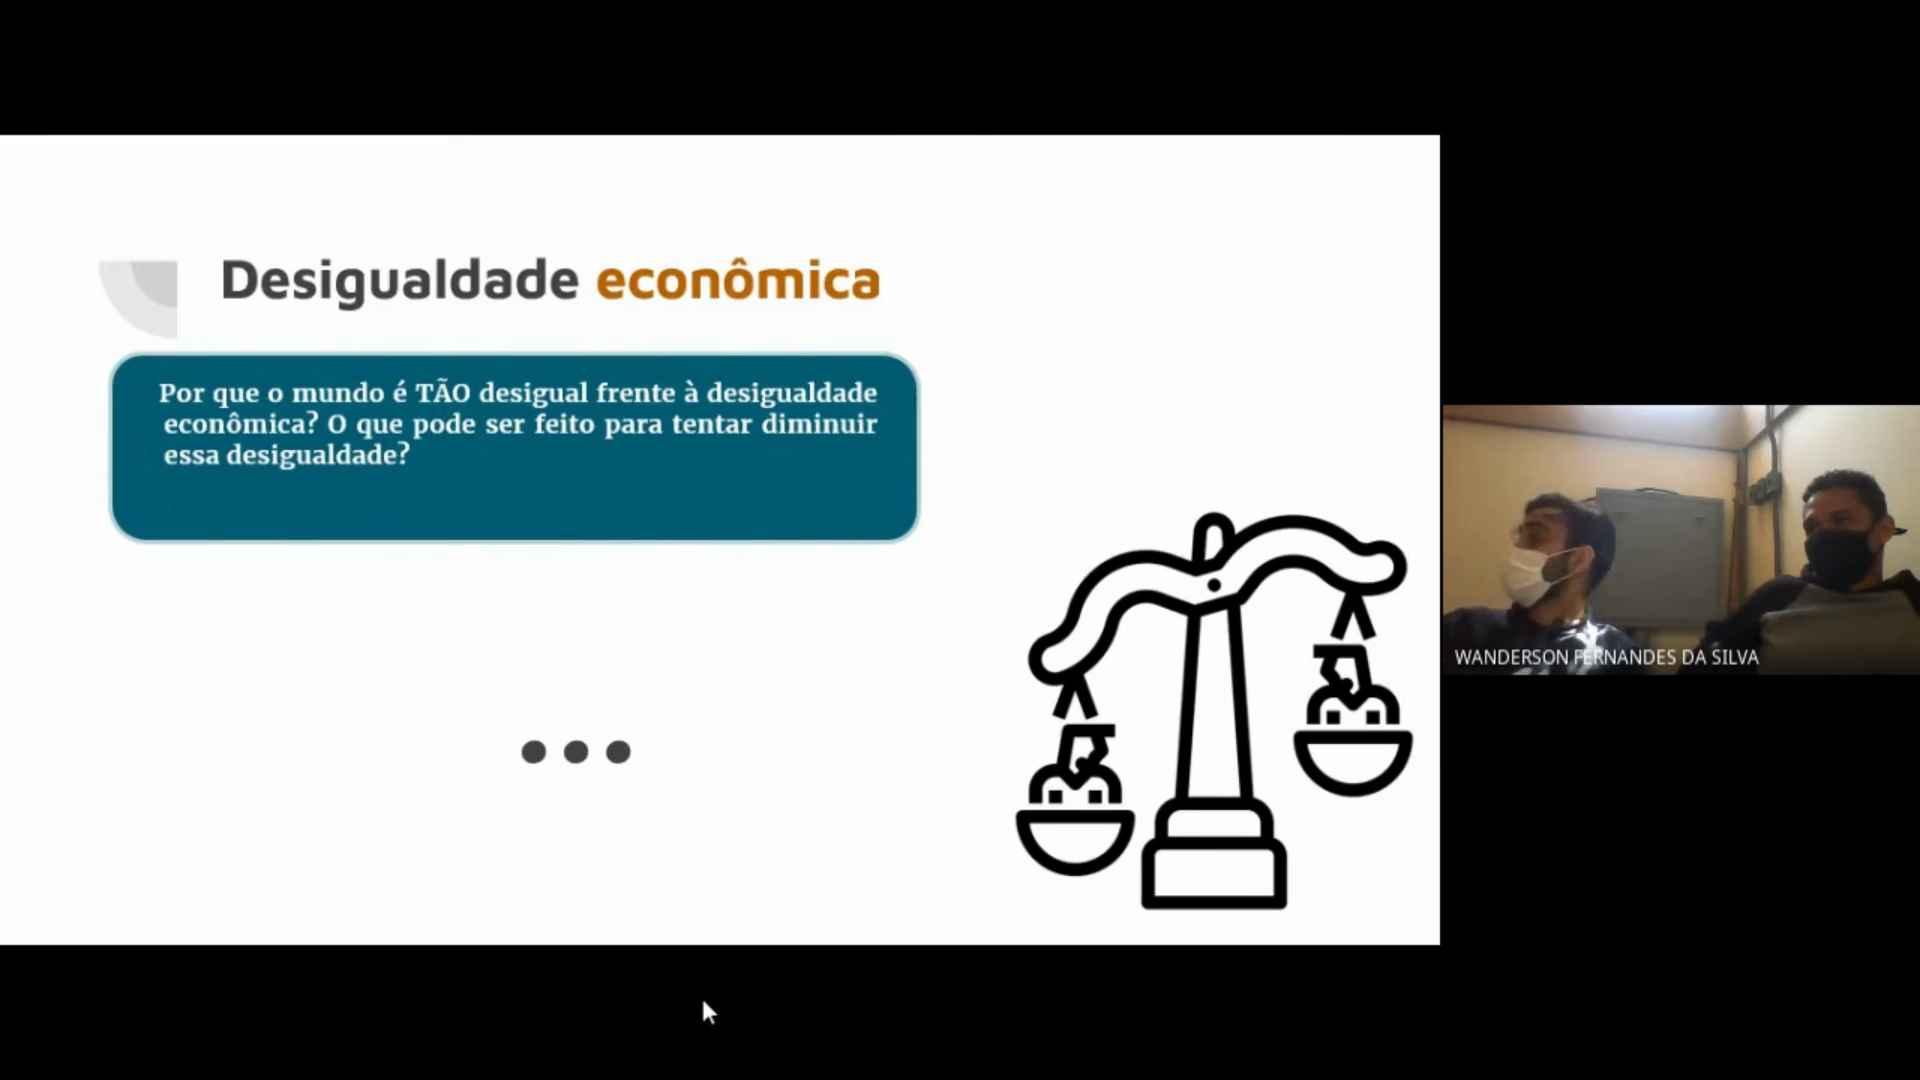 Desigualdade econômica
Por que o mundo é TÃO desigual frente à desigualdade
econômica? O que pode ser feito para tentar diminuir
essa desigualdade?
WANDERSON FERNANDES DA SILVA